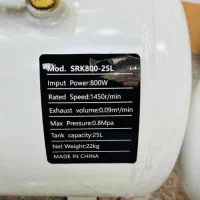 Mod. SRK800-25L
Imput Power:800W
Rated Speed:1450r/min
Exhaust volume:0.09m³/min
Max Pressure:0.8Mpa
Tank capacity:25L
Net Weight:22kg
MADE IN CHINA